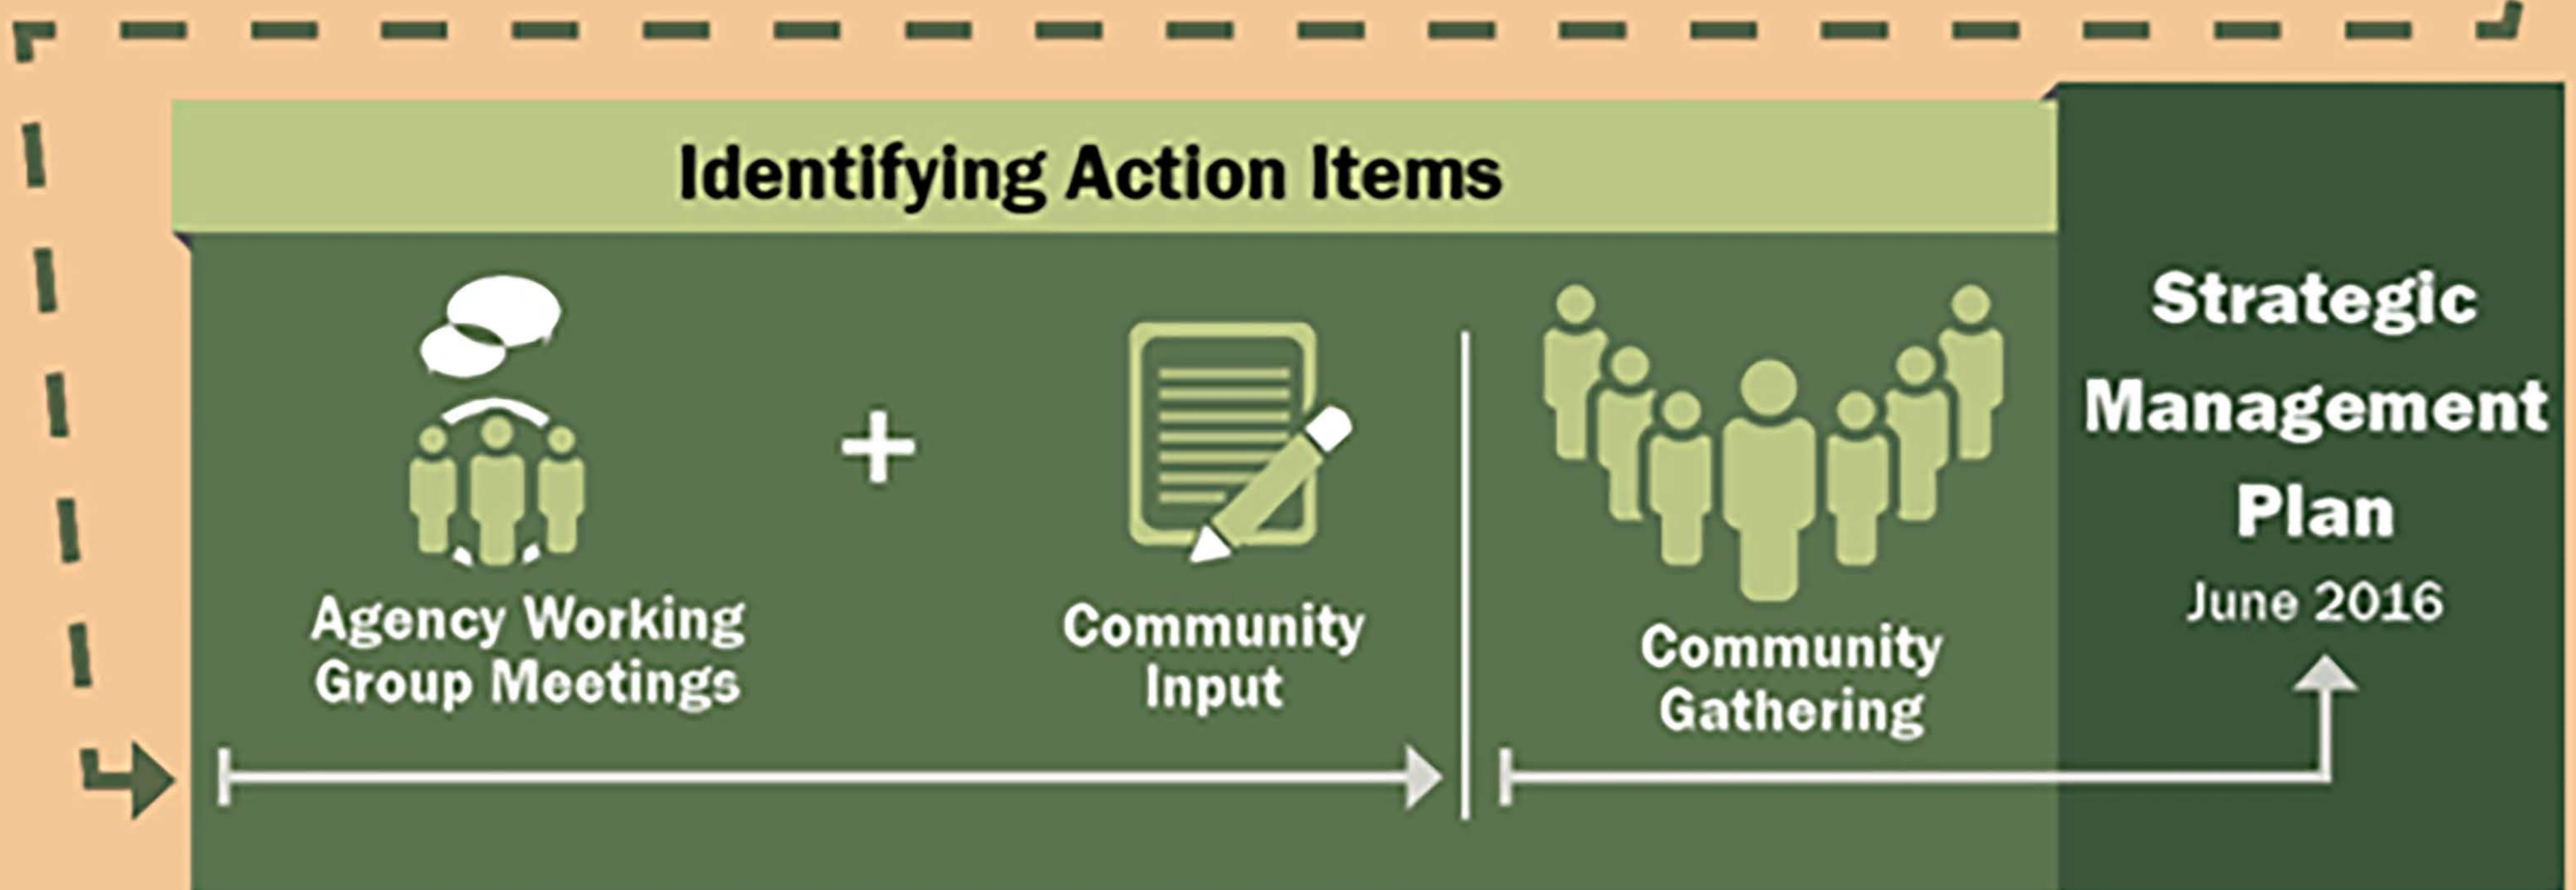 Identifying Action Items
Agency Working
Group Meetings
+
Community
Input
Community
Gathering
Strategic
Management
Plan
June 2016